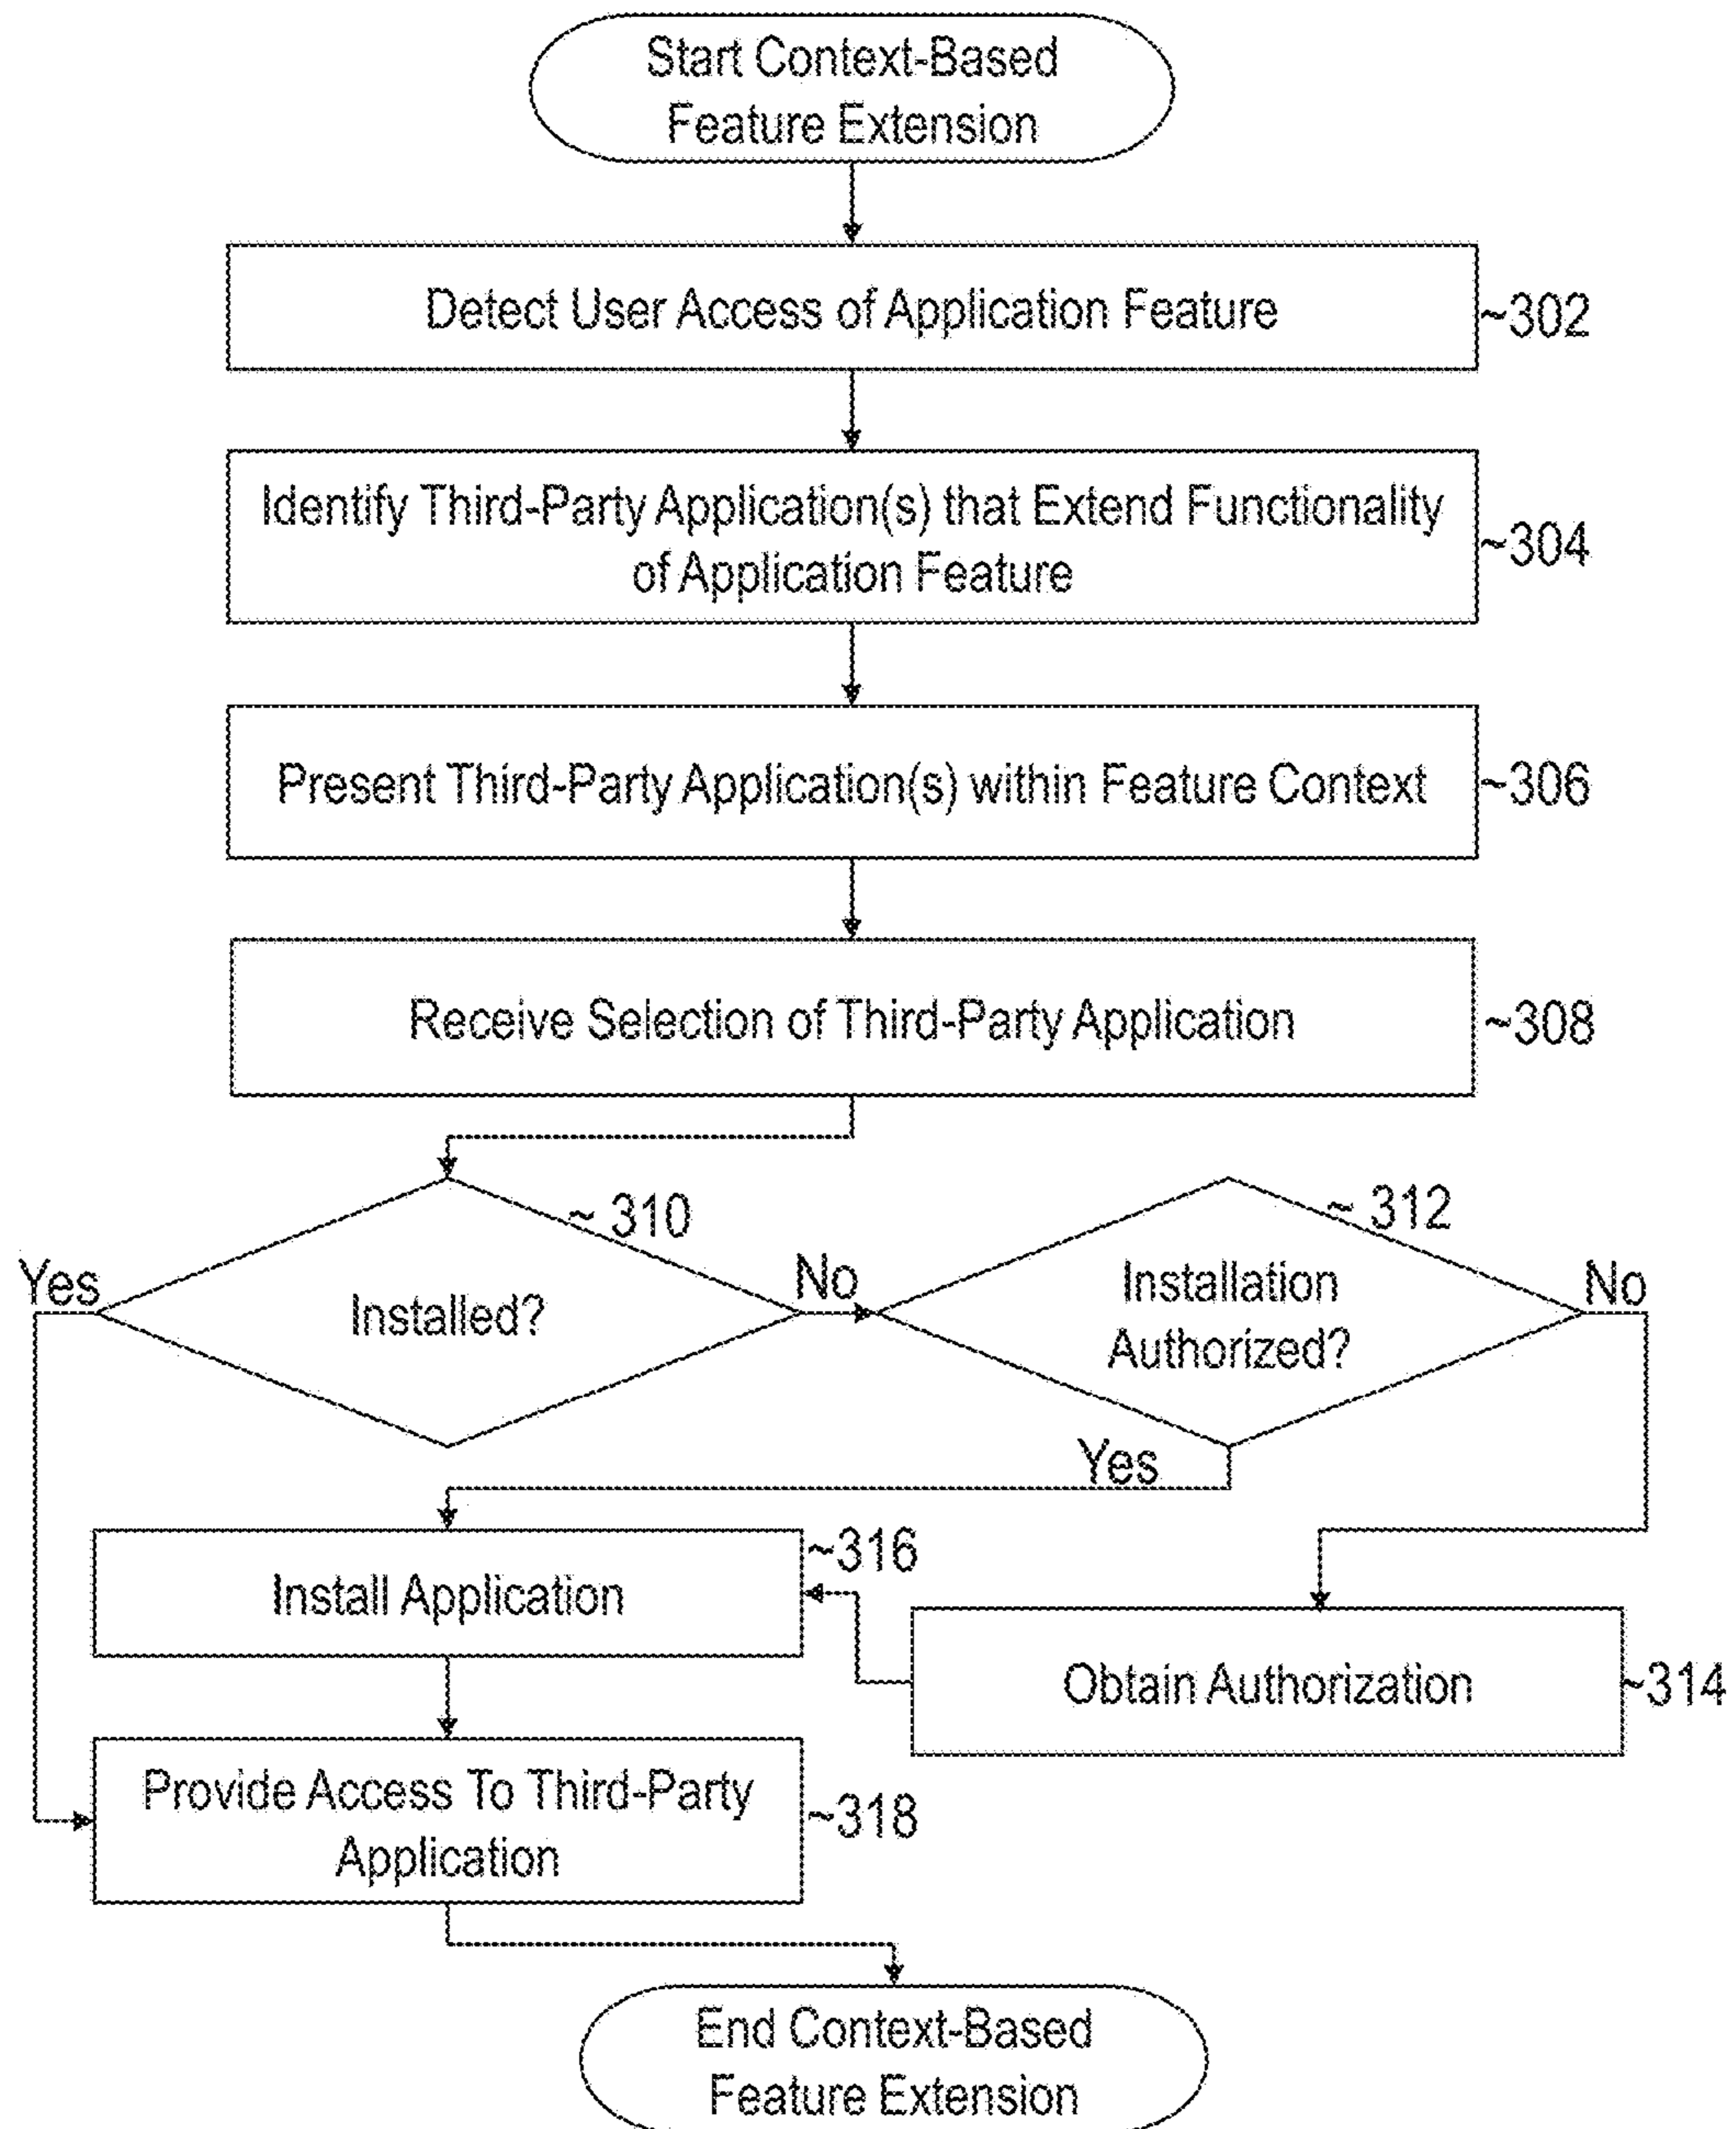 Start Context-Based
Feature Extension
Detect User Access of Application Feature
~302
Identify Third-Party Application(s) that Extend Functionality
of Application Feature
~304
Present Third-Party Application(s) within Feature Context
~306
Receive Selection of Third-Party Application
~308
~ 310
Installed?
Yes
No
~ 312
Installation
Authorized?
No
Yes
~316
Install Application
Obtain Authorization
~314
Provide Access To Third-Party
Application
~318
End Context-Based
Feature Extension